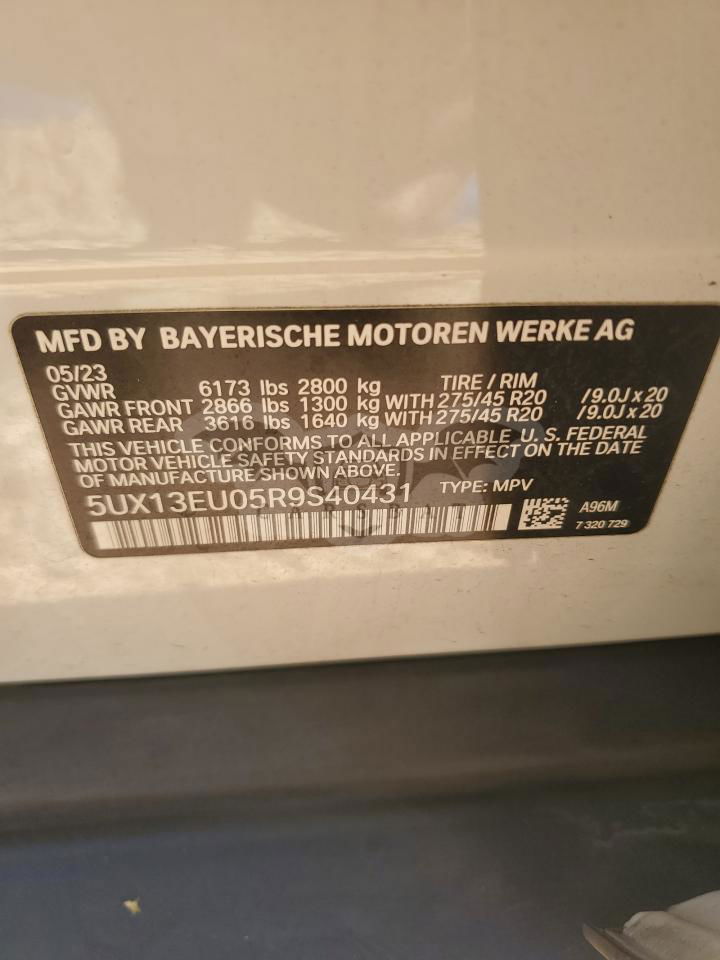 MFD BY BAYERISCHE MOTOREN WERKE AG
05/23
GVWR 6173 lbs 2800 kg TIRE / RIM
GAWR FRONT 2866 lbs 1300 kg WITH 275/45 R20 /9.0J x 20
GAWR REAR 3616 lbs 1640 kg WITH 275/45 R20 /9.0J x 20
THIS VEHICLE CONFORMS TO ALL APPLICABLE U.S. FEDERAL
MOTOR VEHICLE SAFETY STANDARDS IN EFFECT ON THE DATE
OF MANUFACTURE SHOWN ABOVE.
5UX13EU05R9S40431 TYPE: MPV
A96M
7 320 729